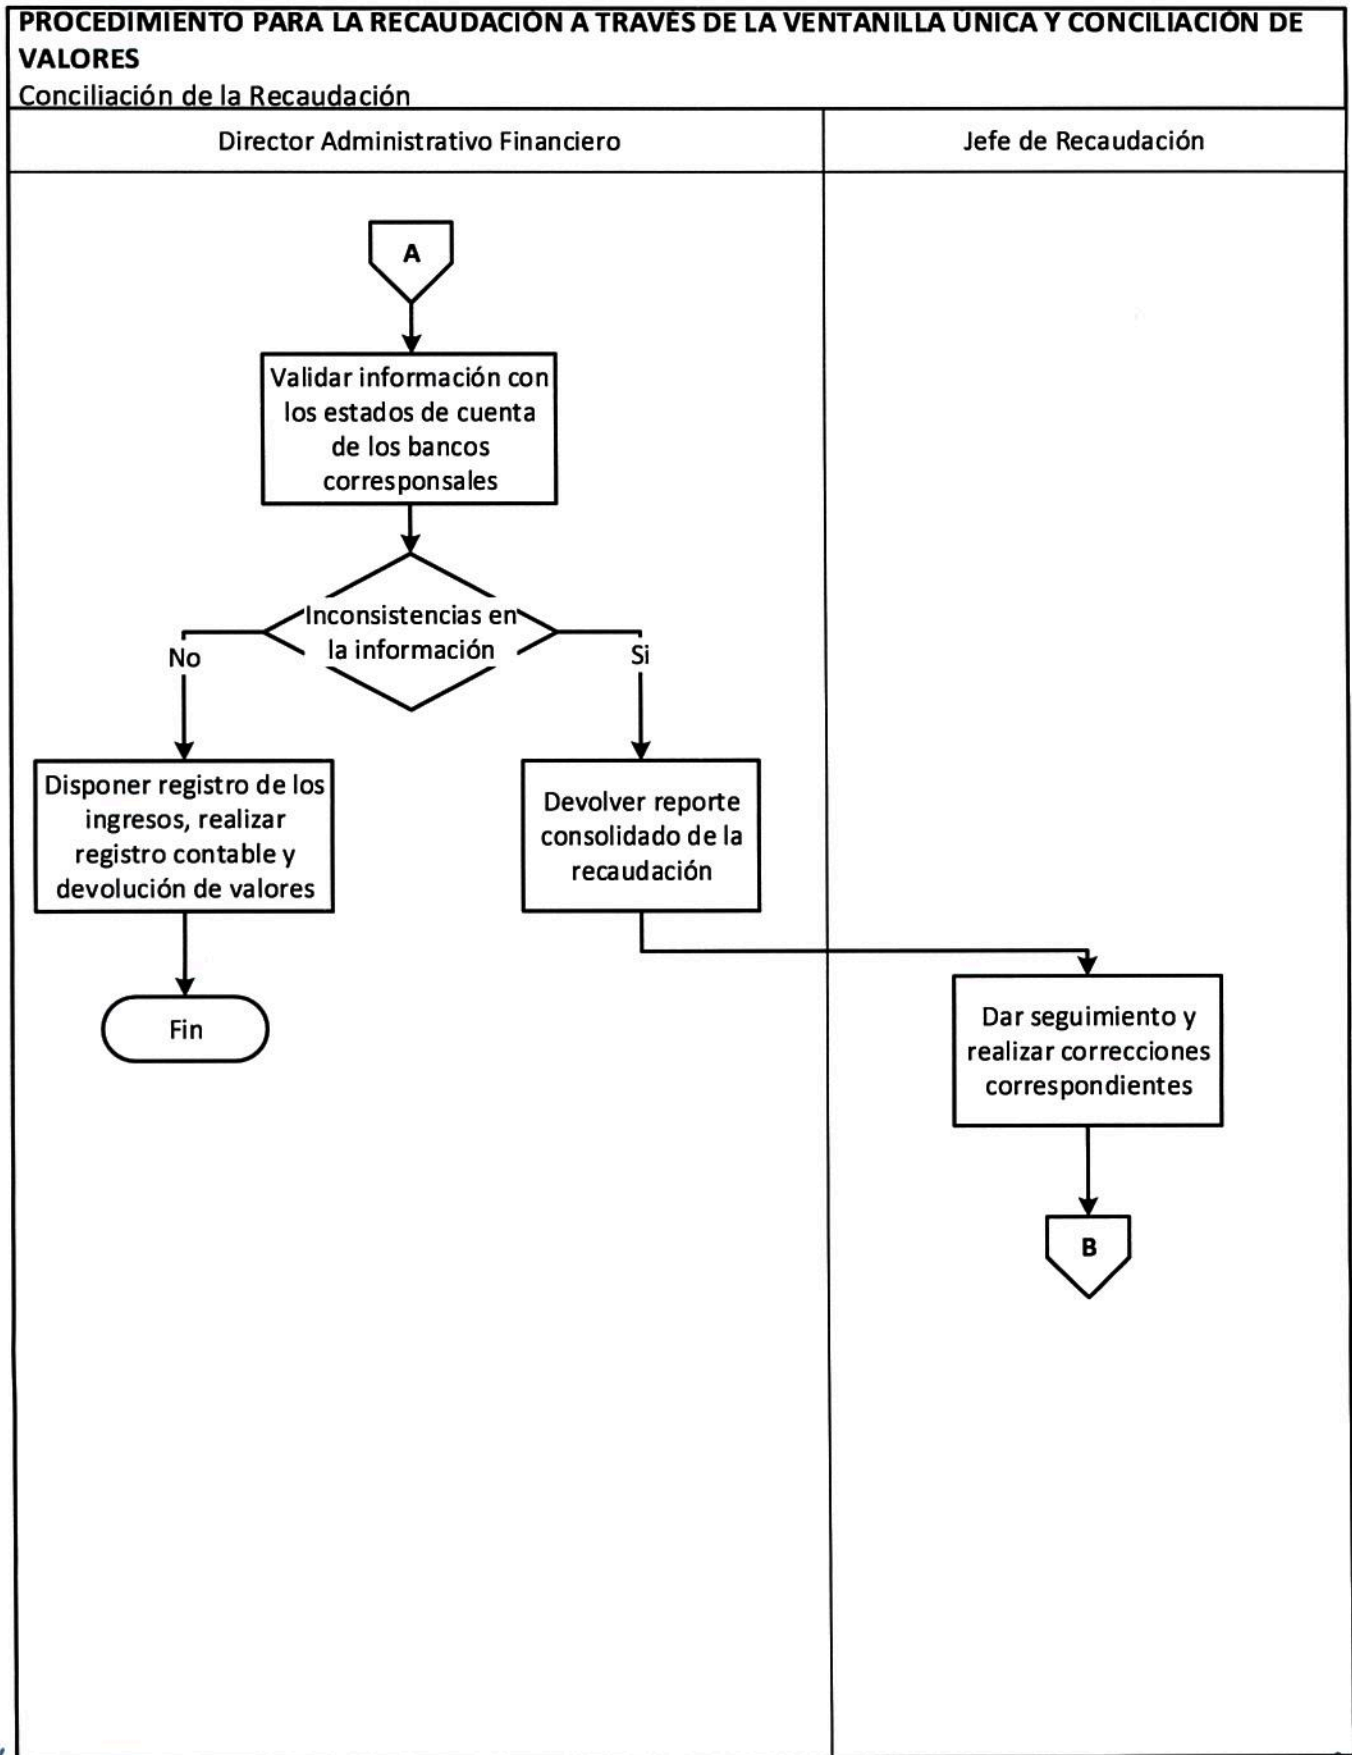 PROCEDIMIENTO PARA LA RECAUDACIÓN A TRAVÉS DE LA VENTANILLA ÚNICA Y CONCILIACIÓN DE
VALORES
Conciliación de la Recaudación
Director Administrativo Financiero
Jefe de Recaudación
A
Validar información con
los estados de cuenta
de los bancos
corresponsales
Inconsistencias en
la información
No
Si
Disponer registro de los
ingresos, realizar
registro contable y
devolución de valores
Devolver reporte
consolidado de la
recaudación
Fin
Dar seguimiento y
realizar correcciones
correspondientes
B